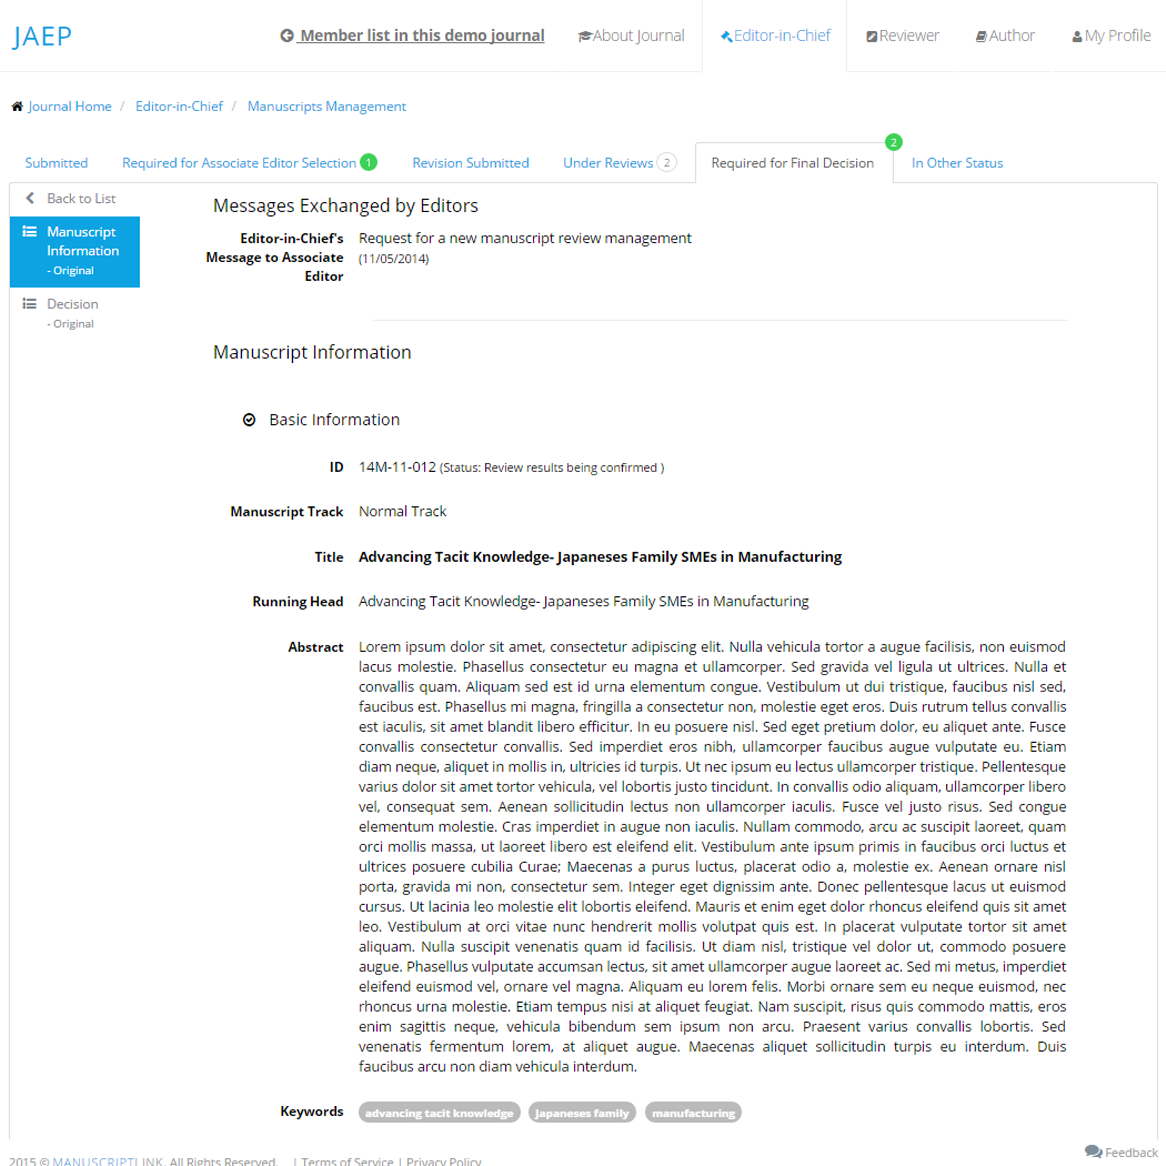 JAEP
Member list in this demo journal
About Journal
Editor-in-Chief
Reviewer
Author
My Profile
Journal Home / Editor-in-Chief / Manuscripts Management
Submitted
Required for Associate Editor Selection 1
Revision Submitted
Under Reviews 2
Required for Final Decision 2
In Other Status
Back to List
Manuscript
Information
- Original
Decision
- Original
Messages Exchanged by Editors
Editor-in-Chief's
Message to Associate
Editor
Request for a new manuscript review management
(11/05/2014)
Manuscript Information
Basic Information
ID 14M-11-012 (Status: Review results being confirmed )
Manuscript Track Normal Track
Title Advancing Tacit Knowledge- Japaneses Family SMEs in Manufacturing
Running Head Advancing Tacit Knowledge- Japaneses Family SMEs in Manufacturing
Abstract Lorem ipsum dolor sit amet, consectetur adipiscing elit. Nulla vehicula tortor a augue facilisis, non euismod
lacus molestie. Phasellus consectetur eu magna et ullamcorper. Sed gravida vel ligula ut ultrices. Nulla et
convallis quam. Aliquam sed est id urna elementum congue. Vestibulum ut dui tristique, faucibus nisl sed,
faucibus est. Phasellus mi magna, fringilla a consectetur non, molestie eget eros. Duis rutrum tellus convallis
est iaculis, sit amet blandit libero efficitur. In eu posuere nisl. Sed eget pretium dolor, eu aliquet ante. Fusce
convallis consectetur convallis. Sed imperdiet eros nibh, ullamcorper faucibus augue vulputate eu. Etiam
diam neque, aliquet in mollis in, ultricies id turpis. Ut nec ipsum eu lectus ullamcorper tristique. Pellentesque
varius dolor sit amet tortor vehicula, vel lobortis justo tincidunt. In convallis odio aliquam, ullamcorper libero
vel, consequat sem. Aenean sollicitudin lectus non ullamcorper iaculis. Fusce vel justo risus. Sed congue
elementum molestie. Cras imperdiet in augue non iaculis. Nullam commodo, arcu ac suscipit laoreet, quam
orci mollis massa, ut laoreet libero est eleifend elit. Vestibulum ante ipsum primis in faucibus orci luctus et
ultrices posuere cubilia Curae; Maecenas a purus luctus, placerat odio a, molestie ex. Aenean ornare nisl
porta, gravida mi non, consectetur sem. Integer eget dignissim ante. Donec pellentesque lacus ut euismod
cursus. Ut lacinia leo molestie elit lobortis eleifend. Mauris et enim eget dolor rhoncus eleifend quis sit amet
leo. Vestibulum at orci vitae nunc hendrerit mollis volutpat quis est. In placerat vulputate tortor sit amet
aliquam. Nulla suscipit venenatis quam id facilisis. Ut diam nisl, tristique vel dolor ut, commodo posuere
augue. Phasellus vulputate accumsan lectus, sit amet ullamcorper augue laoreet ac. Sed mi metus, imperdiet
eleifend euismod vel, ornare vel magna. Aliquam eu lorem felis. Morbi ornare sem eu neque euismod, nec
rhoncus urna molestie. Etiam tempus nisi at aliquet feugiat. Nam suscipit, risus quis commodo mattis, eros
enim sagittis neque, vehicula bibendum sem ipsum non arcu. Praesent varius convallis lobortis. Sed
venenatis fermentum lorem, at aliquet augue. Maecenas aliquet sollicitudin turpis eu interdum. Duis
faucibus arcu non diam vehicula interdum.
Keywords advancing tacit knowledge Japaneses family manufacturing
Feedback
2015 © MANUSCRIPTLINK. All Rights Reserved. | Terms of Service | Privacy Policy